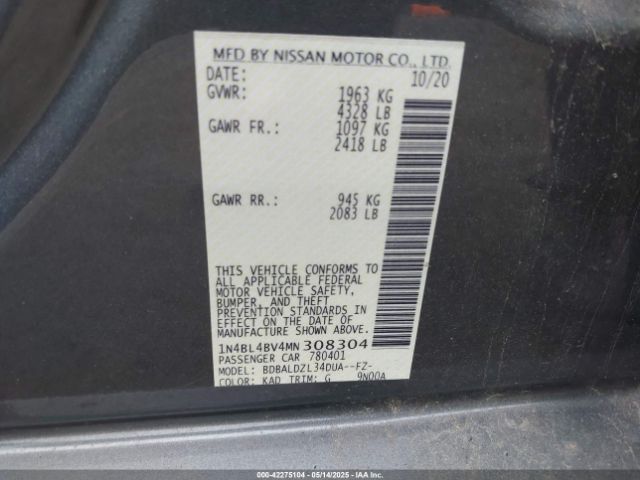 MFD BY NISSAN MOTOR CO., LTD.
DATE: 10/20
GVWR: 1963 KG
4328 LB
GAWR FR.: 1097 KG
2418 LB
GAWR RR.: 945 KG
2083 LB
THIS VEHICLE CONFORMS TO
ALL APPLICABLE FEDERAL
MOTOR VEHICLE SAFETY,
BUMPER, AND THEFT
PREVENTION STANDARDS IN
EFFECT ON THE DATE OF
MANUFACTURE SHOWN ABOVE.
1N4BL4BV4MN308304
PASSENGER CAR 780401
MODEL: BDBALDZL34DUA--FZ-
COLOR: KAD TRIM: G 9N00A
000-42275104 - 05/14/2025 - IAAI.COM